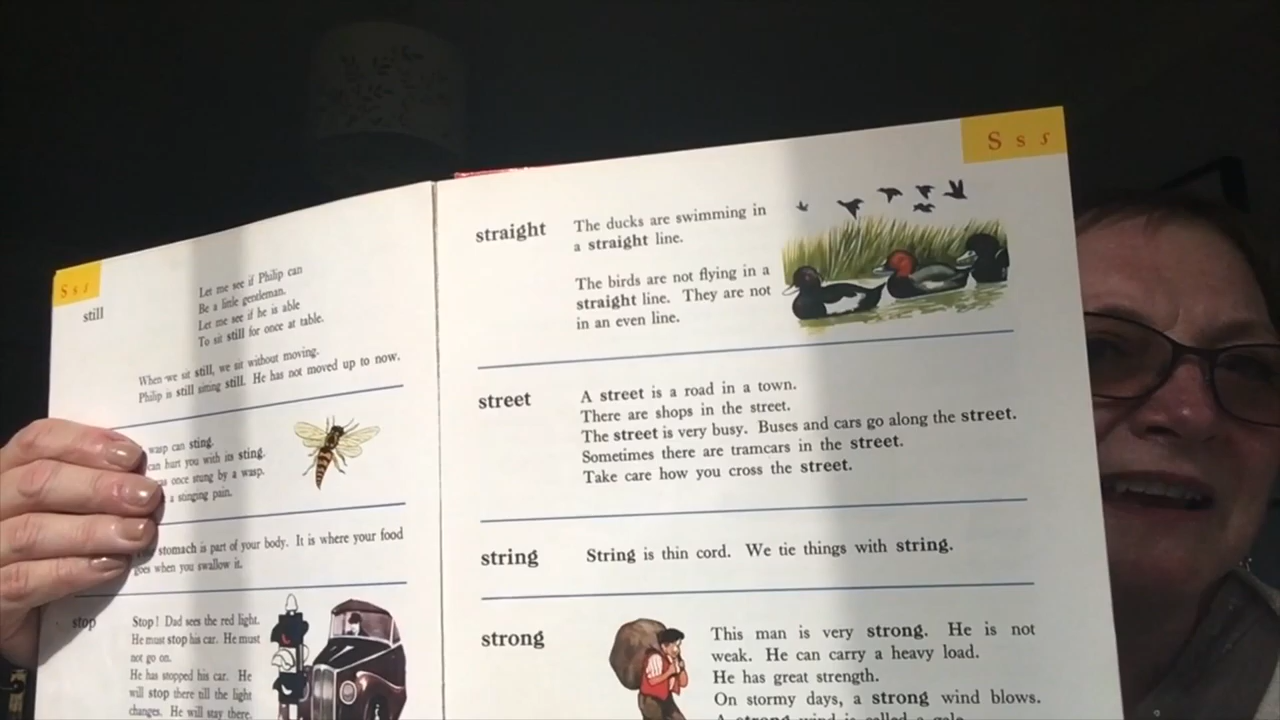 S s s
still
Let me see if Philip can
Be a little gentleman.
Let me see if he is able
To sit still for once at table.
When we sit still, we sit without moving.
Philip is still sitting still. He has not moved up to now.
wasp can sting.
can hurt you with its sting.
once stung by a wasp.
a stinging pain.
stomach is part of your body. It is where your food
goes when you swallow it.
stop
Stop! Dad sees the red light.
He must stop his car. He must
not go on.
He has stopped his car. He
will stop there till the light
changes. He will stay there.
S s s
straight
The ducks are swimming in
a straight line.
The birds are not flying in a
straight line. They are not
in an even line.
street
A street is a road in a town.
There are shops in the street.
The street is very busy. Buses and cars go along the street.
Sometimes there are tramcars in the street.
Take care how you cross the street.
string
String is thin cord. We tie things with string.
strong
This man is very strong. He is not
weak. He can carry a heavy load.
He has great strength.
On stormy days, a strong wind blows.
A strong wind is called a gale.